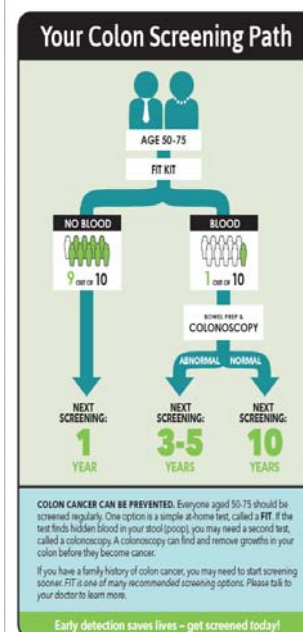 Your Colon Screening Path
AGE 50-75
FIT KIT
NO BLOOD
BLOOD
9 OUT OF 10
1 OUT OF 10
BOWEL PREP &
COLONOSCOPY
ABNORMAL NORMAL
NEXT
SCREENING:
1
YEAR
NEXT
SCREENING:
3-5
YEARS
NEXT
SCREENING:
10
YEARS
COLON CANCER CAN BE PREVENTED. Everyone aged 50-75 should be
screened regularly. One option is a simple at-home test, called a FIT. If the
test finds hidden blood in your stool (poop), you may need a second test,
called a colonoscopy. A colonoscopy can find and remove growths in your
colon before they become cancer.
If you have a family history of colon cancer, you may need to start screening
sooner. FIT is one of many recommended screening options. Please talk to
your doctor to learn more.
Early detection saves lives – get screened today!